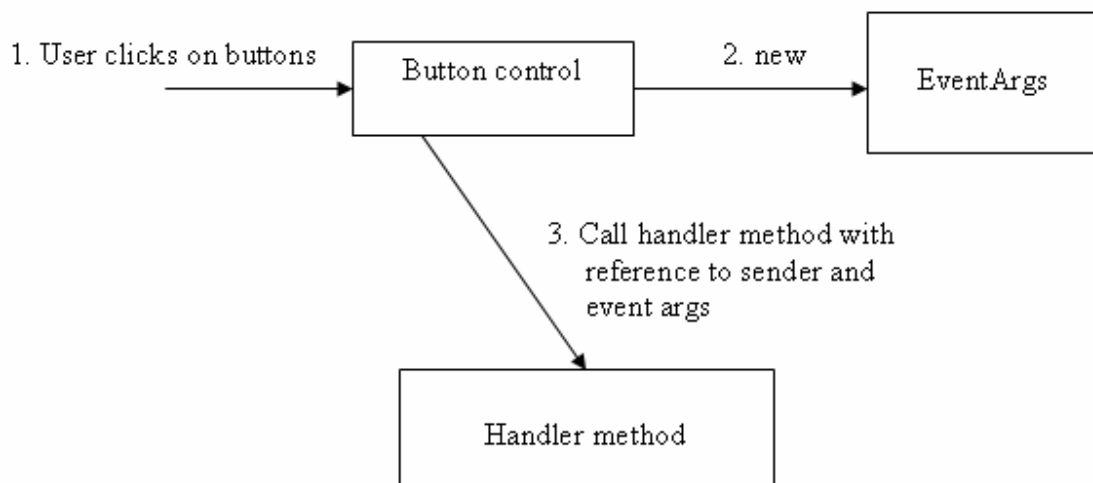 1. User clicks on buttons
Button control
2. new
EventArgs
3. Call handler method with
reference to sender and
event args
Handler method